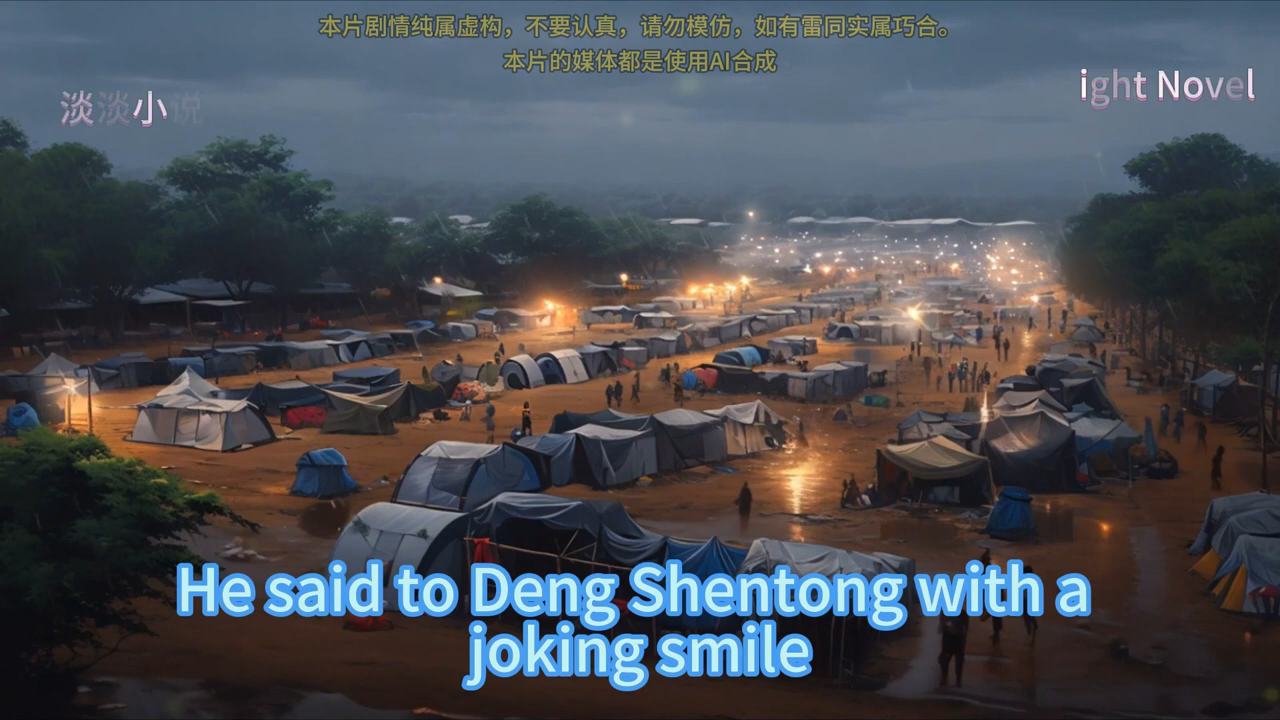 本片剧情纯属虚构，不要认真，请勿模仿，如有雷同实属巧合。
本片的媒体都是使用AI合成
淡淡小说
ight Novel
He said to Deng Shentong with a
joking smile